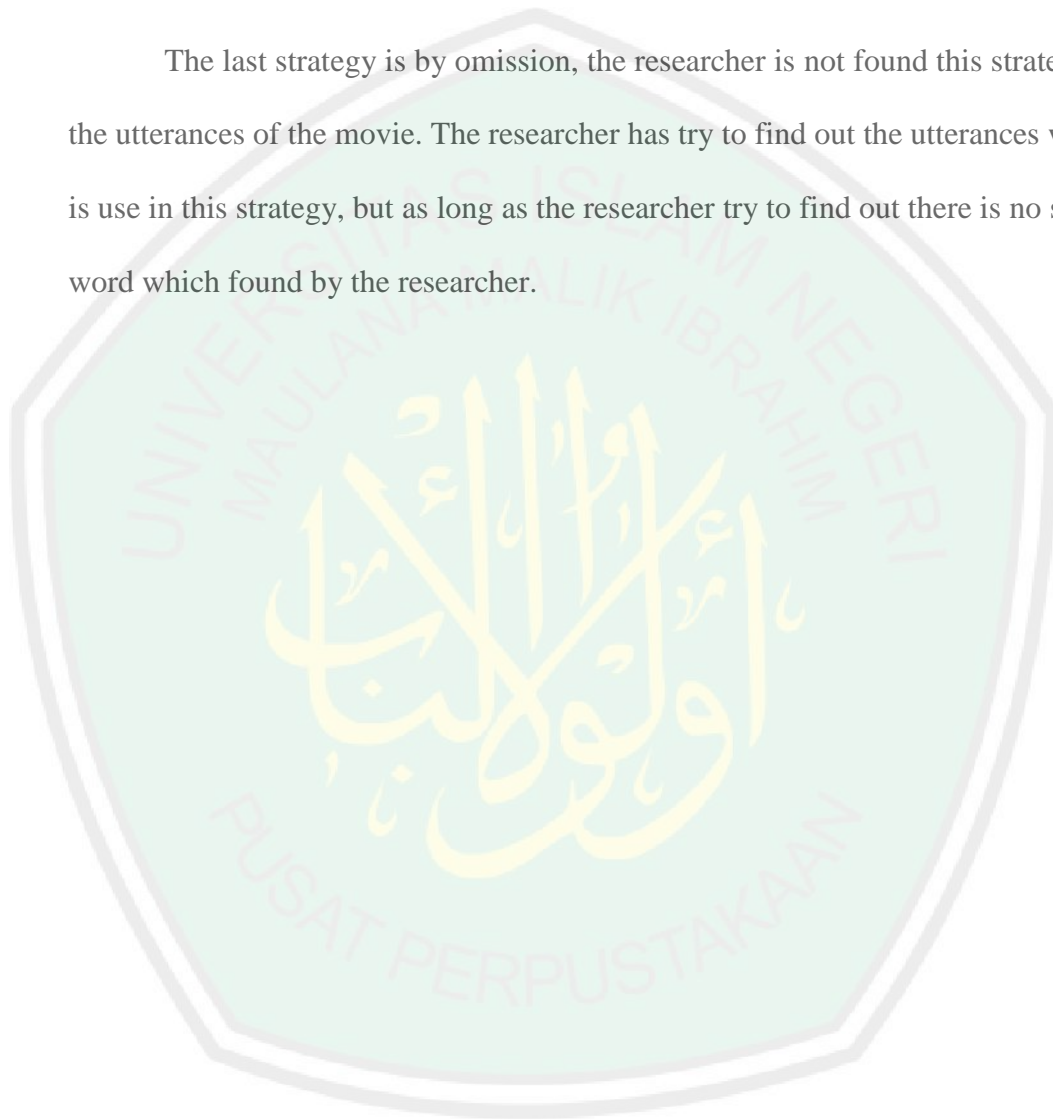 The last strategy is by omission, the researcher is not found this
the utterances of the movie. The researcher has try to find out the utterances
is use in this strategy, but as long as the researcher try to find out there is no
word which found by the researcher.
UNIVERSITAS ISLAM NEGERI
MAULANA MALIK IBRAHIM
أولوا الألباب
PUSAT PERPUSTAKAAN